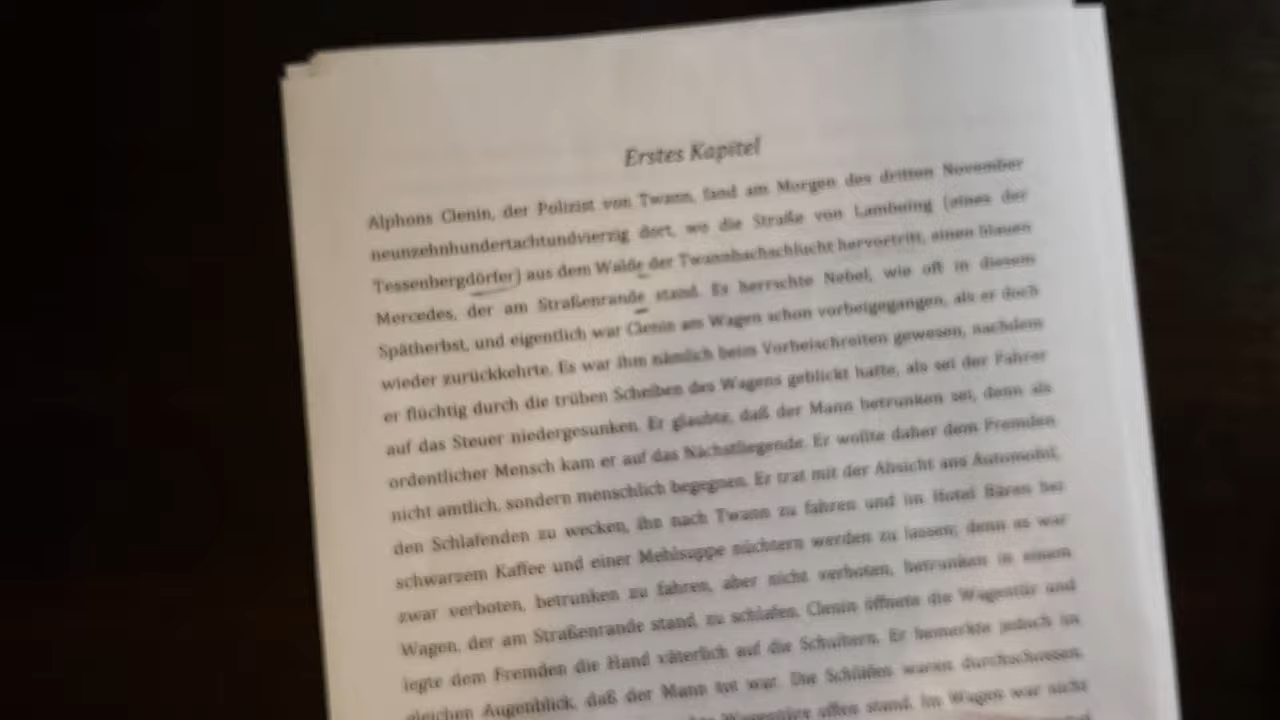 Erstes Kapitel
Alphons Clenin, der Polizist von Twann, fand am Morgen des dritten November
neunzehnhundertachtundvierzig dort, wo die Straße von Lamboing (eines der
Tessenbergdörfer) aus dem Walde der Twannbachschlucht hervortritt, einen blauen
Mercedes, der am Straßenrande stand. Es herrschte Nebel, wie oft in diesem
Spätherbst, und eigentlich war Clenin am Wagen schon vorbeigegangen, als er doch
wieder zurückkehrte. Es war ihm nämlich beim Vorbeischreiten gewesen, nachdem
er flüchtig durch die trüben Scheiben des Wagens geblickt hatte, als sei der Fahrer
auf das Steuer niedergesunken. Er glaubte, daß der Mann betrunken sei, denn als
ordentlicher Mensch kam er auf das Nächstliegende. Er wollte daher dem Fremden
nicht amtlich, sondern menschlich begegnen. Er trat mit der Absicht ans Automobil,
den Schlafenden zu wecken, ihn nach Twann zu fahren und im Hotel Bären bei
schwarzem Kaffee und einer Mehlsuppe nüchtern werden zu lassen; denn es war
zwar verboten, betrunken zu fahren, aber nicht verboten, betrunken in einem
Wagen, der am Straßenrande stand, zu schlafen. Clenin öffnete die Wagentür und
legte dem Fremden die Hand väterlich auf die Schultern. Er bemerkte jedoch im
gleichen Augenblick, daß der Mann tot war. Die Schläfen waren durchschossen.
Wagentüre offen stand. Im Wagen war nicht